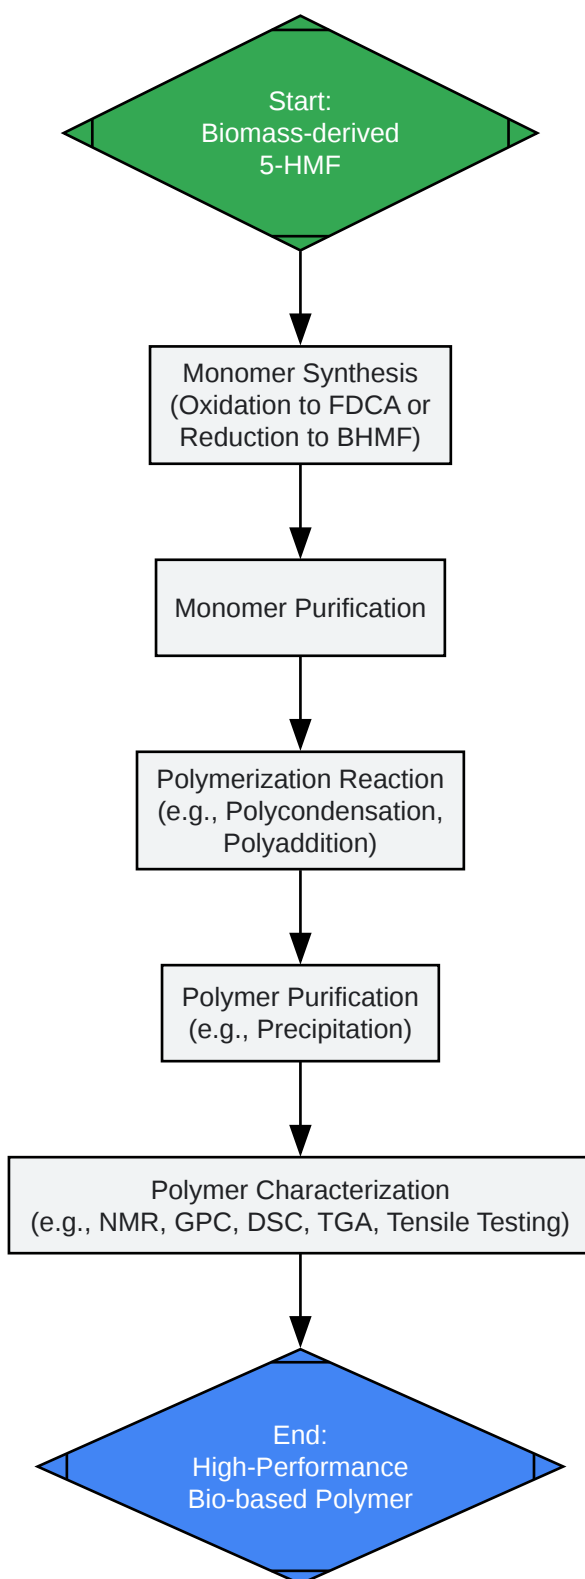 Start:
Biomass-derived
5-HMF
Monomer Synthesis
(Oxidation to FDCA or
Reduction to BHMF)
Monomer Purification
Polymerization Reaction
(e.g., Polycondensation,
Polyaddition)
Polymer Purification
(e.g., Precipitation)
Polymer Characterization
(e.g., NMR, GPC, DSC, TGA, Tensile Testing)
End:
High-Performance
Bio-based Polymer